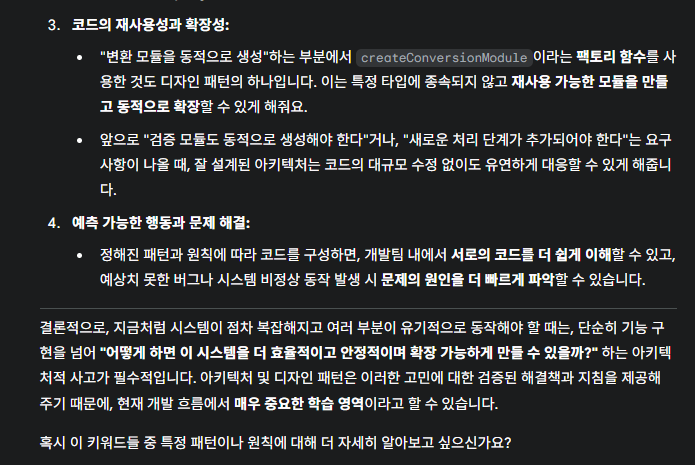 3. 코드의 재사용성과 확장성:
• "변환 모듈을 동적으로 생성"하는 부분에서 createConversionModule이라는 팩토리 함수를 사
용한 것도 디자인 패턴의 하나입니다. 이는 특정 타입에 종속되지 않고 재사용 가능한 모듈을 만들
고 동적으로 확장할 수 있게 해줘요.
• 앞으로 "검증 모듈도 동적으로 생성해야 한다"거나, "새로운 처리 단계가 추가되어야 한다"는 요구
사항이 나올 때, 잘 설계된 아키텍처는 코드의 대규모 수정 없이도 유연하게 대응할 수 있게 해줍니
다.
4. 예측 가능한 행동과 문제 해결:
• 정해진 패턴과 원칙에 따라 코드를 구성하면, 개발팀 내에서 서로의 코드를 더 쉽게 이해할 수 있고,
예상치 못한 버그나 시스템 비정상 동작 발생 시 문제의 원인을 더 빠르게 파악할 수 있습니다.
결론적으로, 지금처럼 시스템이 점차 복잡해지고 여러 부분이 유기적으로 동작해야 할 때는, 단순히 기능 구
현을 넘어 "어떻게 하면 이 시스템을 더 효율적이고 안정적이며 확장 가능하게 만들 수 있을까?" 하는 아키텍
처적 사고가 필수적입니다. 아키텍처 및 디자인 패턴은 이러한 고민에 대한 검증된 해결책과 지침을 제공해
주기 때문에, 현재 개발 흐름에서 매우 중요한 학습 영역이라고 할 수 있습니다.
혹시 이 키워드들 중 특정 패턴이나 원칙에 대해 더 자세히 알아보고 싶으신가요?